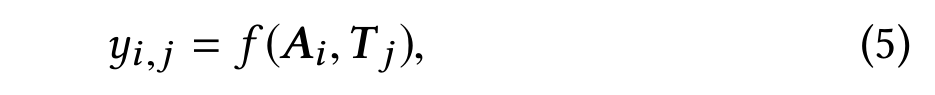 y_{i,j} = f(A_i, T_j), (5)